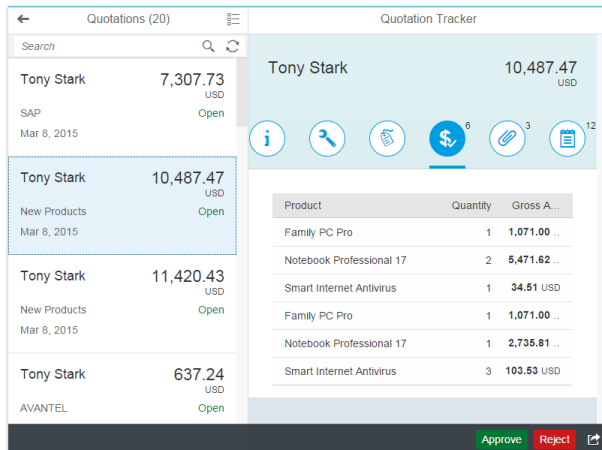 Quotations (20)
Quotation Tracker
Search
Tony Stark 7,307.73
USD
SAP Open
Mar 8, 2015
Tony Stark 10,487.47
USD
New Products Open
Mar 8, 2015
Tony Stark 11,420.43
USD
New Products Open
Mar 8, 2015
Tony Stark 637.24
USD
AVANTEL Open
Tony Stark 10,487.47
USD
6 3 12
Product Quantity Gross A...
Family PC Pro 1 1,071.00 ..
Notebook Professional 17 2 5,471.62 ..
Smart Internet Antivirus 1 34.51 USD
Family PC Pro 1 1,071.00 ..
Notebook Professional 17 1 2,735.81 ..
Smart Internet Antivirus 3 103.53 USD
Approve Reject